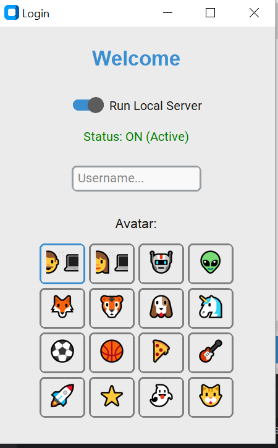 Login
Welcome
Run Local Server
Status: ON (Active)
Username...
Avatar: